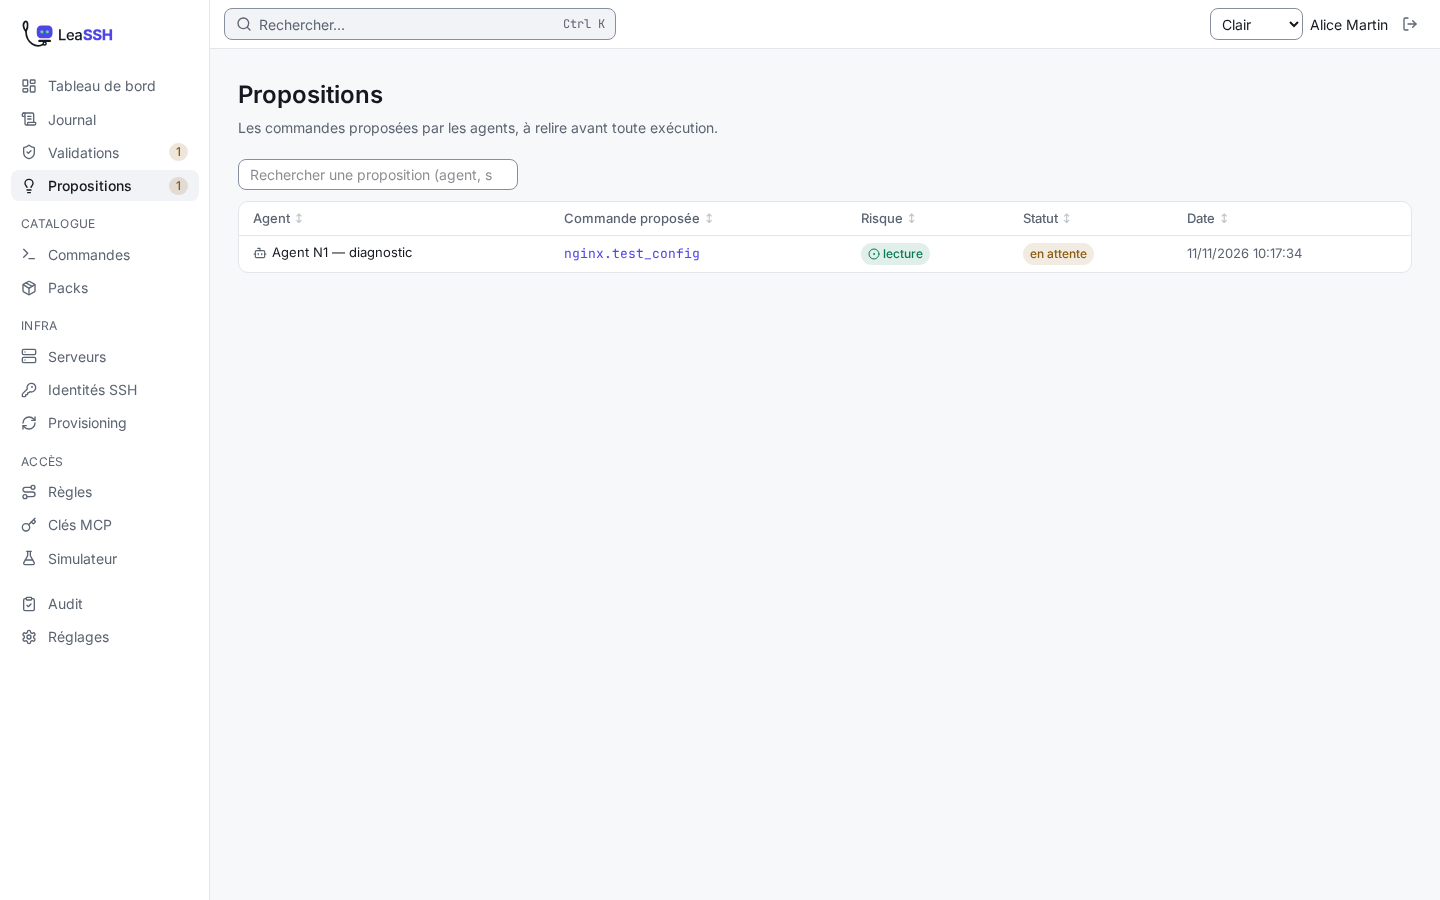 LeaSSH
Rechercher... Ctrl K
Clair Alice Martin
Tableau de bord
Journal
Validations 1
Propositions 1
CATALOGUE
Commandes
Packs
INFRA
Serveurs
Identités SSH
Provisioning
ACCÈS
Règles
Clés MCP
Simulateur
Audit
Réglages
Propositions
Les commandes proposées par les agents, à relire avant toute exécution.
Rechercher une proposition (agent, s
Agent Commande proposée Risque Statut Date
Agent N1 — diagnostic nginx.test_config lecture en attente 11/11/2026 10:17:34